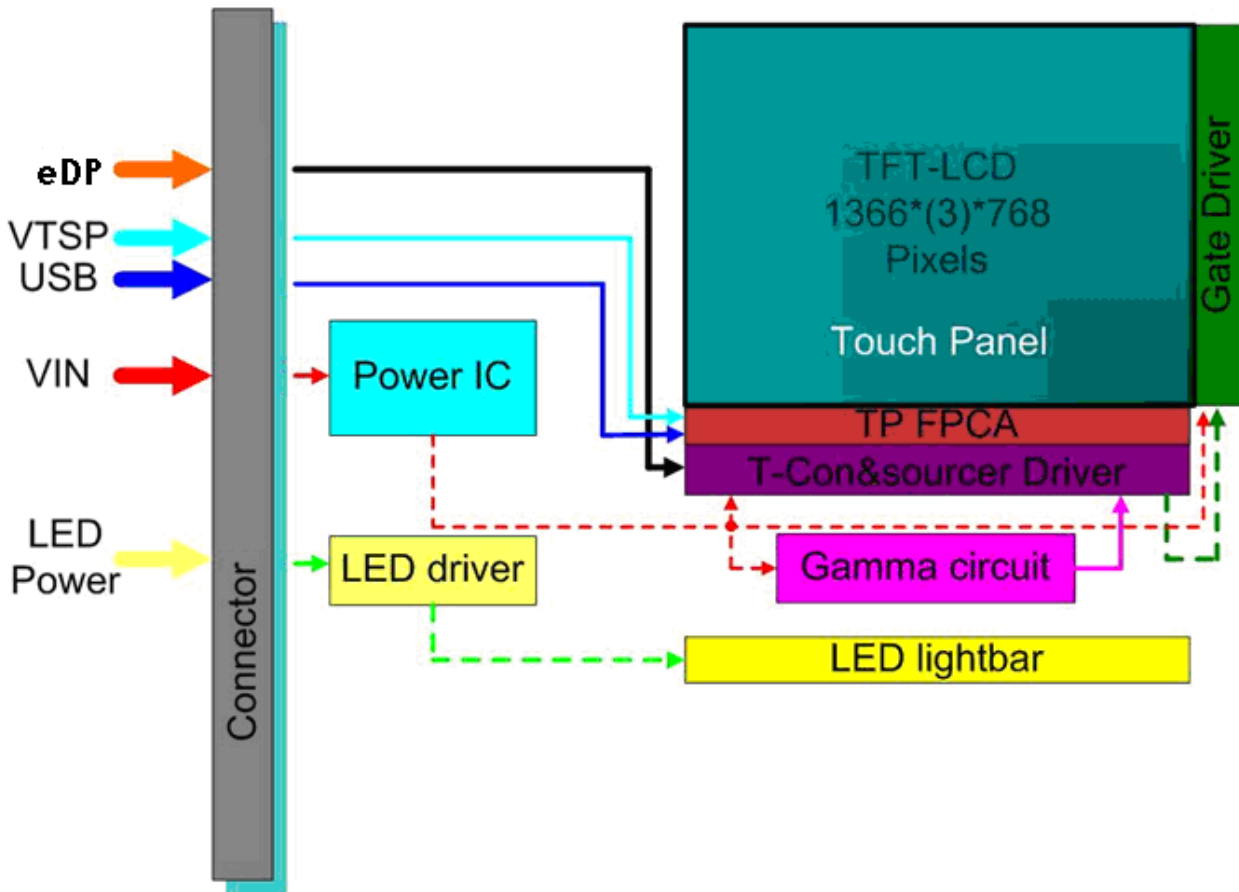 eDP
VTSP
USB
VIN
LED
Power
Connector
Power IC
LED driver
TFT-LCD
1366*(3)*768
Pixels
Touch Panel
Gate Driver
TP FPCA
T-Con&sourcer Driver
Gamma circuit
LED lightbar